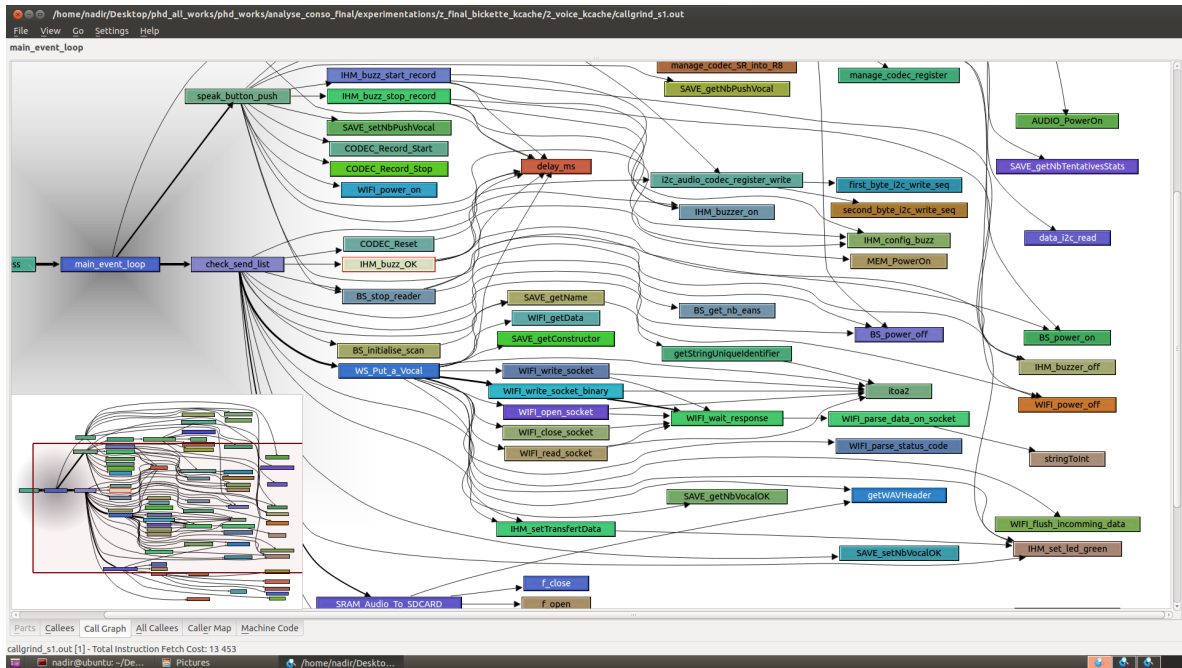 /home/nadir/Desktop/phd_all_works/phd_works/analyse_conso_final/experimentations/z_final_bickette_kcache/2_voice_kcache/callgrind_s1.out
File View Go Settings Help
main_event_loop
manage_codec_SR_into_R8
IHM_buzz_start_record
manage_codec_register
SAVE_getNbPushVocal
speak_button_push
IHM_buzz_stop_record
AUDIO_PowerOn
SAVE_setNbPushVocal
CODEC_Record_Start
CODEC_Record_Stop
delay_ms
SAVE_getNbTentativesStats
i2c_audio_codec_register_write
first_byte_i2c_write_seq
WIFI_power_on
IHM_buzzer_on
second_byte_i2c_write_seq
CODEC_Reset
IHM_config_buzz
data_i2c_read
ss
main_event_loop
check_send_list
IHM_buzz_OK
MEM_PowerOn
BS_stop_reader
SAVE_getName
BS_get_nb_eans
WIFI_getData
BS_power_off
BS_power_on
SAVE_getConstructor
BS_initialise_scan
getStringUniqueIdentifier
IHM_buzzer_off
WS_Put_a_Vocal
WIFI_write_socket
WIFI_write_socket_binary
itoa2
WIFI_open_socket
WIFI_wait_response
WIFI_parse_data_on_socket
WIFI_power_off
WIFI_close_socket
WIFI_read_socket
WIFI_parse_status_code
stringToInt
SAVE_getNbVocalOK
getWAVHeader
IHM_setTransfertData
WIFI_flush_incomming_data
SAVE_setNbVocalOK
IHM_set_led_green
f_close
SRAM_Audio_To_SDCARD
f_open
Parts Callees Call Graph All Callees Caller Map Machine Code
callgrind_s1.out [1] - Total Instruction Fetch Cost: 13 453
nadir@ubuntu: ~/De... Pictures /home/nadir/Deskto...